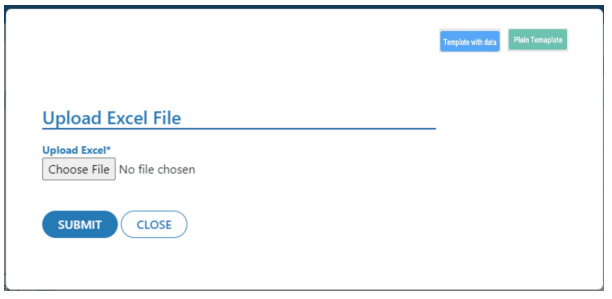 Template with data
Plain Temaplate
Upload Excel File
Upload Excel*
Choose File No file chosen
SUBMIT
CLOSE